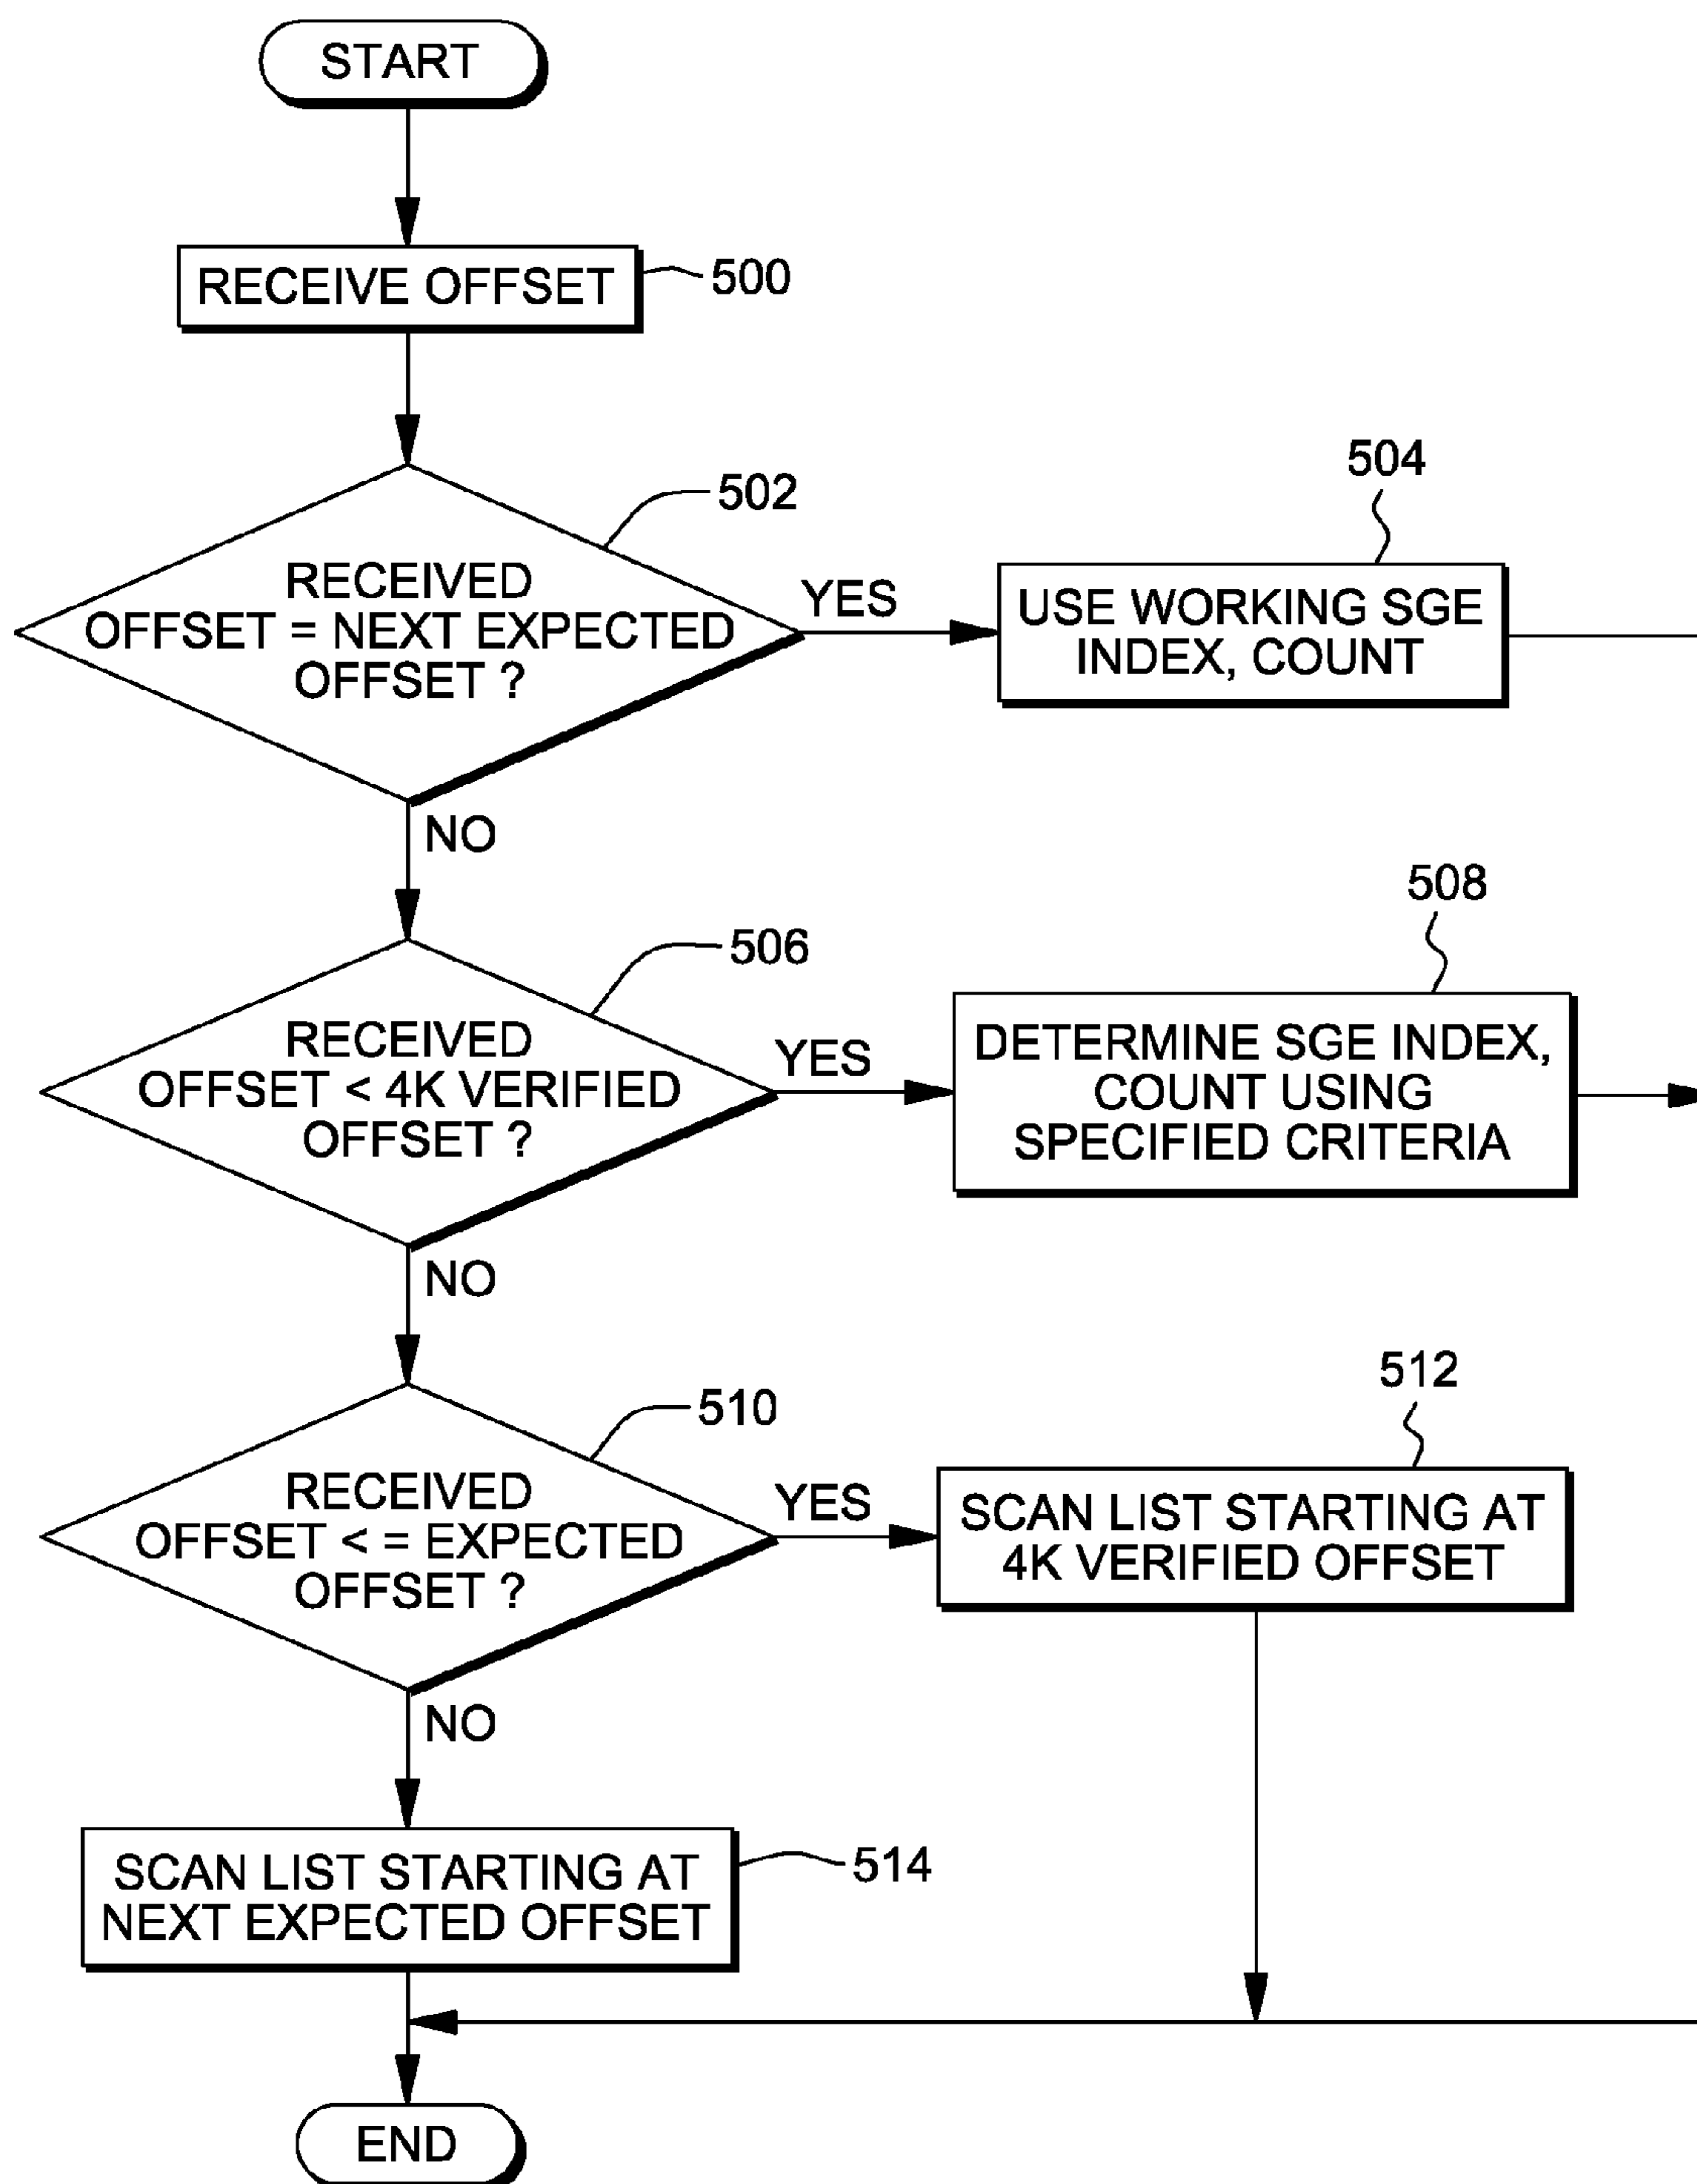 START
RECEIVE OFFSET
500
502
RECEIVED
OFFSET = NEXT EXPECTED
OFFSET ?
YES
504
USE WORKING SGE
INDEX, COUNT
NO
506
RECEIVED
OFFSET < 4K VERIFIED
OFFSET ?
YES
508
DETERMINE SGE INDEX,
COUNT USING
SPECIFIED CRITERIA
NO
510
RECEIVED
OFFSET < = EXPECTED
OFFSET ?
YES
512
SCAN LIST STARTING AT
4K VERIFIED OFFSET
NO
SCAN LIST STARTING AT
NEXT EXPECTED OFFSET
514
END